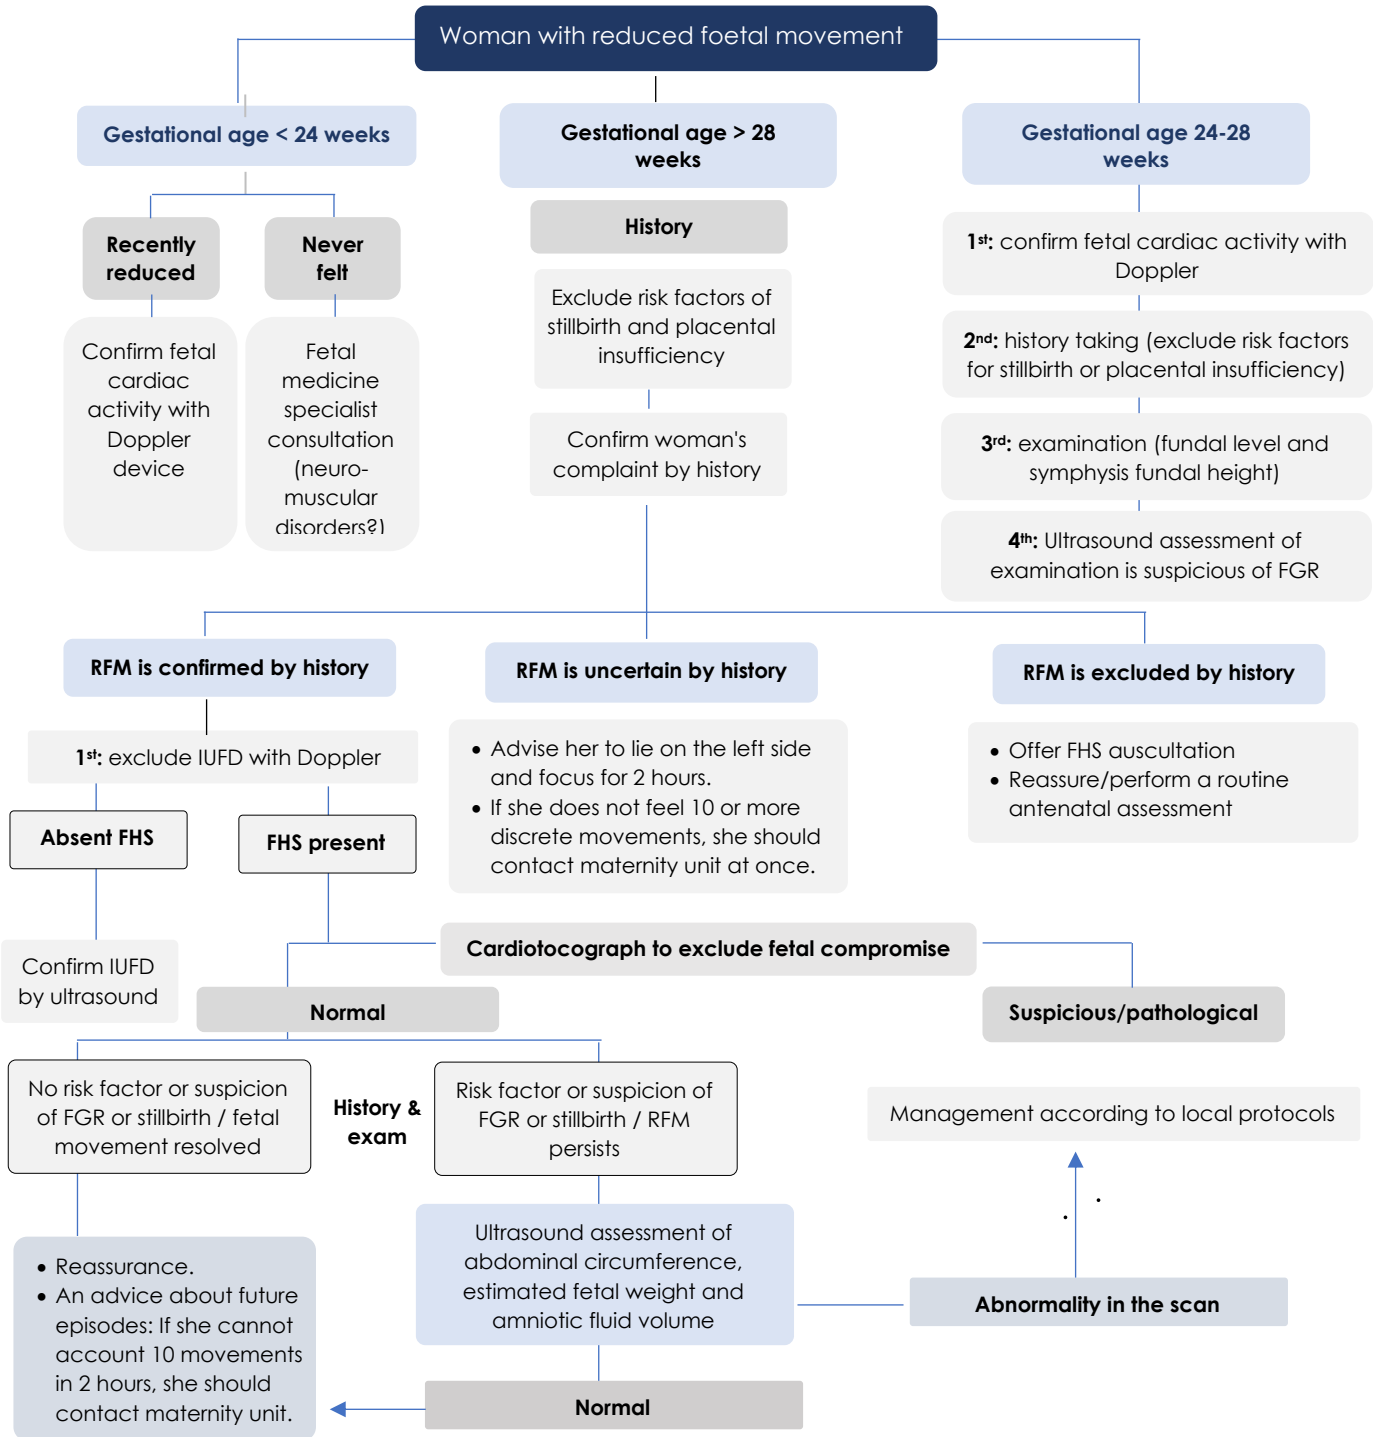 Woman with reduced foetal movement
Gestational age < 24 weeks
Recently
reduced
Confirm fetal
cardiac
activity with
Doppler
device
Never
felt
Fetal
medicine
specialist
consultation
(neuro-
muscular
disorders?)
Gestational age > 28
weeks
History
Exclude risk factors of
stillbirth and placental
insufficiency
Confirm woman's
complaint by history
Gestational age 24-28
weeks
1st: confirm fetal cardiac activity with
Doppler
2nd: history taking (exclude risk factors
for stillbirth or placental insufficiency)
3rd: examination (fundal level and
symphysis fundal height)
4th: Ultrasound assessment of
examination is suspicious of FGR
RFM is confirmed by history
1st: exclude IUFD with Doppler
Absent FHS
FHS present
Confirm IUFD
by ultrasound
RFM is uncertain by history
• Advise her to lie on the left side
and focus for 2 hours.
• If she does not feel 10 or more
discrete movements, she should
contact maternity unit at once.
RFM is excluded by history
• Offer FHS auscultation
• Reassure/perform a routine
antenatal assessment
Cardiotocograph to exclude fetal compromise
Normal
Suspicious/pathological
No risk factor or suspicion
of FGR or stillbirth / fetal
movement resolved
History &
exam
Risk factor or suspicion of
FGR or stillbirth / RFM
persists
Management according to local protocols
• Reassurance.
• An advice about future
episodes: If she cannot
account 10 movements
in 2 hours, she should
contact maternity unit.
Ultrasound assessment of
abdominal circumference,
estimated fetal weight and
amniotic fluid volume
Abnormality in the scan
Normal